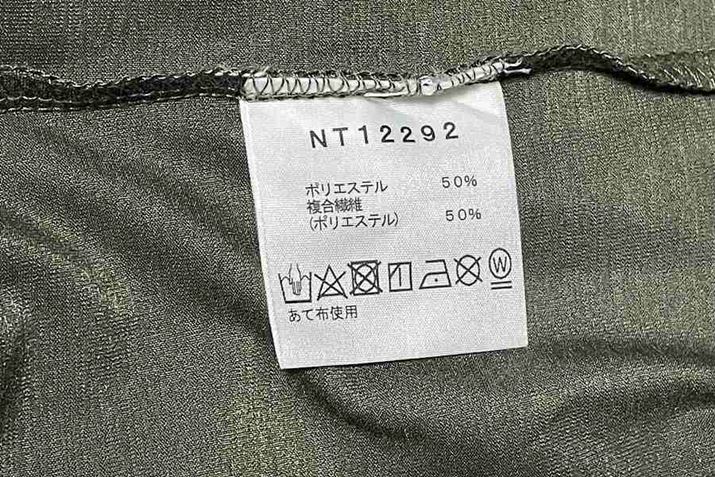 NT12292
ポリエステル 50%
複合繊維
(ポリエステル) 50%
W
あて布使用